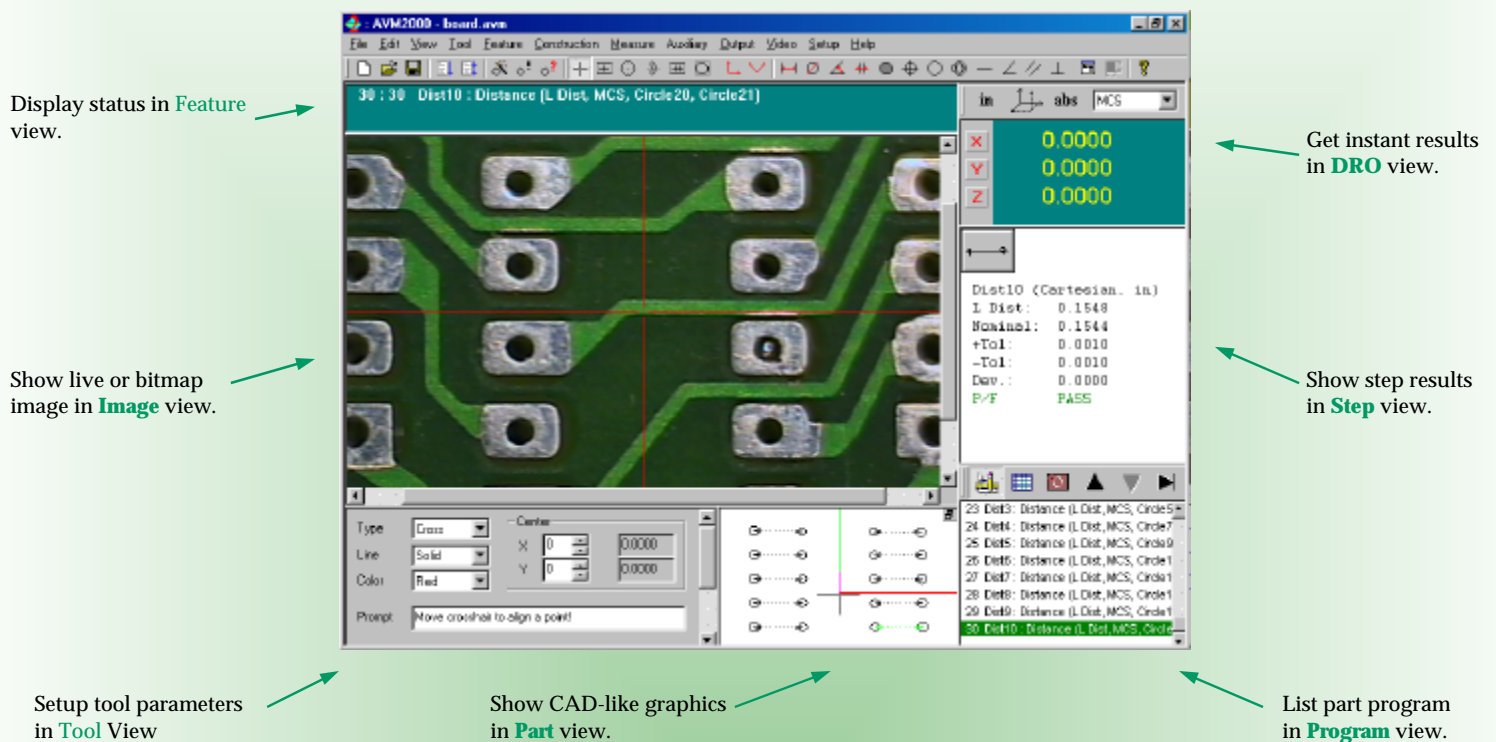 : AVM2000 - board.avm
File Edit View Tool Feature Construction Measure Auxiliary Output Video Setup Help
30 : 30 Dist10 : Distance (L Dist, MCS, Circle20, Circle21)
in abs MCS
X 0.0000
Y 0.0000
Z 0.0000
Dist10 (Cartesian. in)
L Dist: 0.1548
Nominal: 0.1544
+Tol: 0.0010
-Tol: 0.0010
Dev.: 0.0000
P/F PASS
23 Dist3 : Distance (L Dist, MCS, Circle5
24 Dist4 : Distance (L Dist, MCS, Circle7
25 Dist5 : Distance (L Dist, MCS, Circle9
26 Dist6 : Distance (L Dist, MCS, Circle1
27 Dist7 : Distance (L Dist, MCS, Circle1
28 Dist8 : Distance (L Dist, MCS, Circle1
29 Dist9 : Distance (L Dist, MCS, Circle1
30 Dist10 : Distance (L Dist, MCS, Circle
Type Cross
Line Solid
Color Red
Center
X 0 0.0000
Y 0 0.0000
Prompt Move crosshair to align a point!
Display status in Feature
view.
Show live or bitmap
image in Image view.
Setup tool parameters
in Tool View
Show CAD-like graphics
in Part view.
Get instant results
in DRO view.
Show step results
in Step view.
List part program
in Program view.